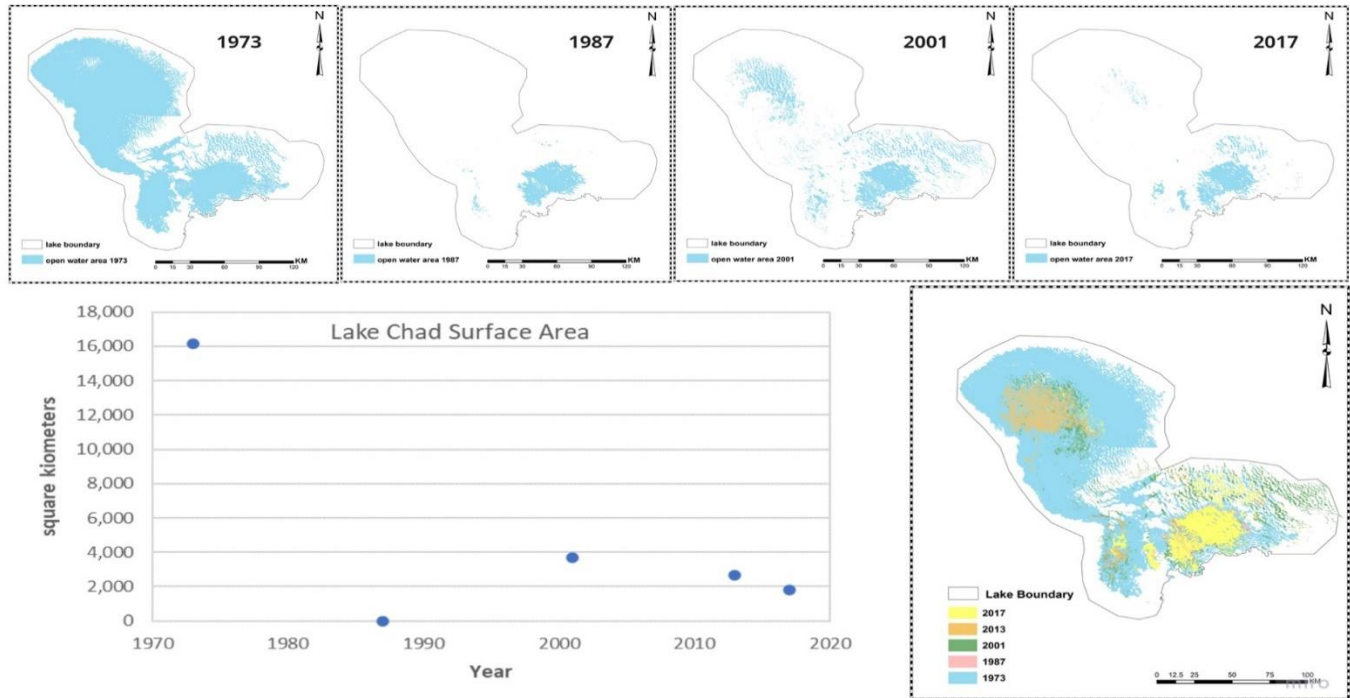 1973
N
lake boundary
open water area 1973
0 15 30 60 90 120
KM
1987
N
lake boundary
open water area 1987
0 15 30 60 90 120
KM
2001
N
lake boundary
open water area 2001
0 15 30 60 90 120
KM
2017
N
lake boundary
open water area 2017
0 15 30 60 90 120
KM
Lake Chad Surface Area
square kiometers
18,000
16,000
14,000
12,000
10,000
8,000
6,000
4,000
2,000
0
1970 1980 1990 2000 2010 2020
Year
N
Lake Boundary
2017
2013
2001
1987
1973
0 12.5 25 50 75 100
KM
miro